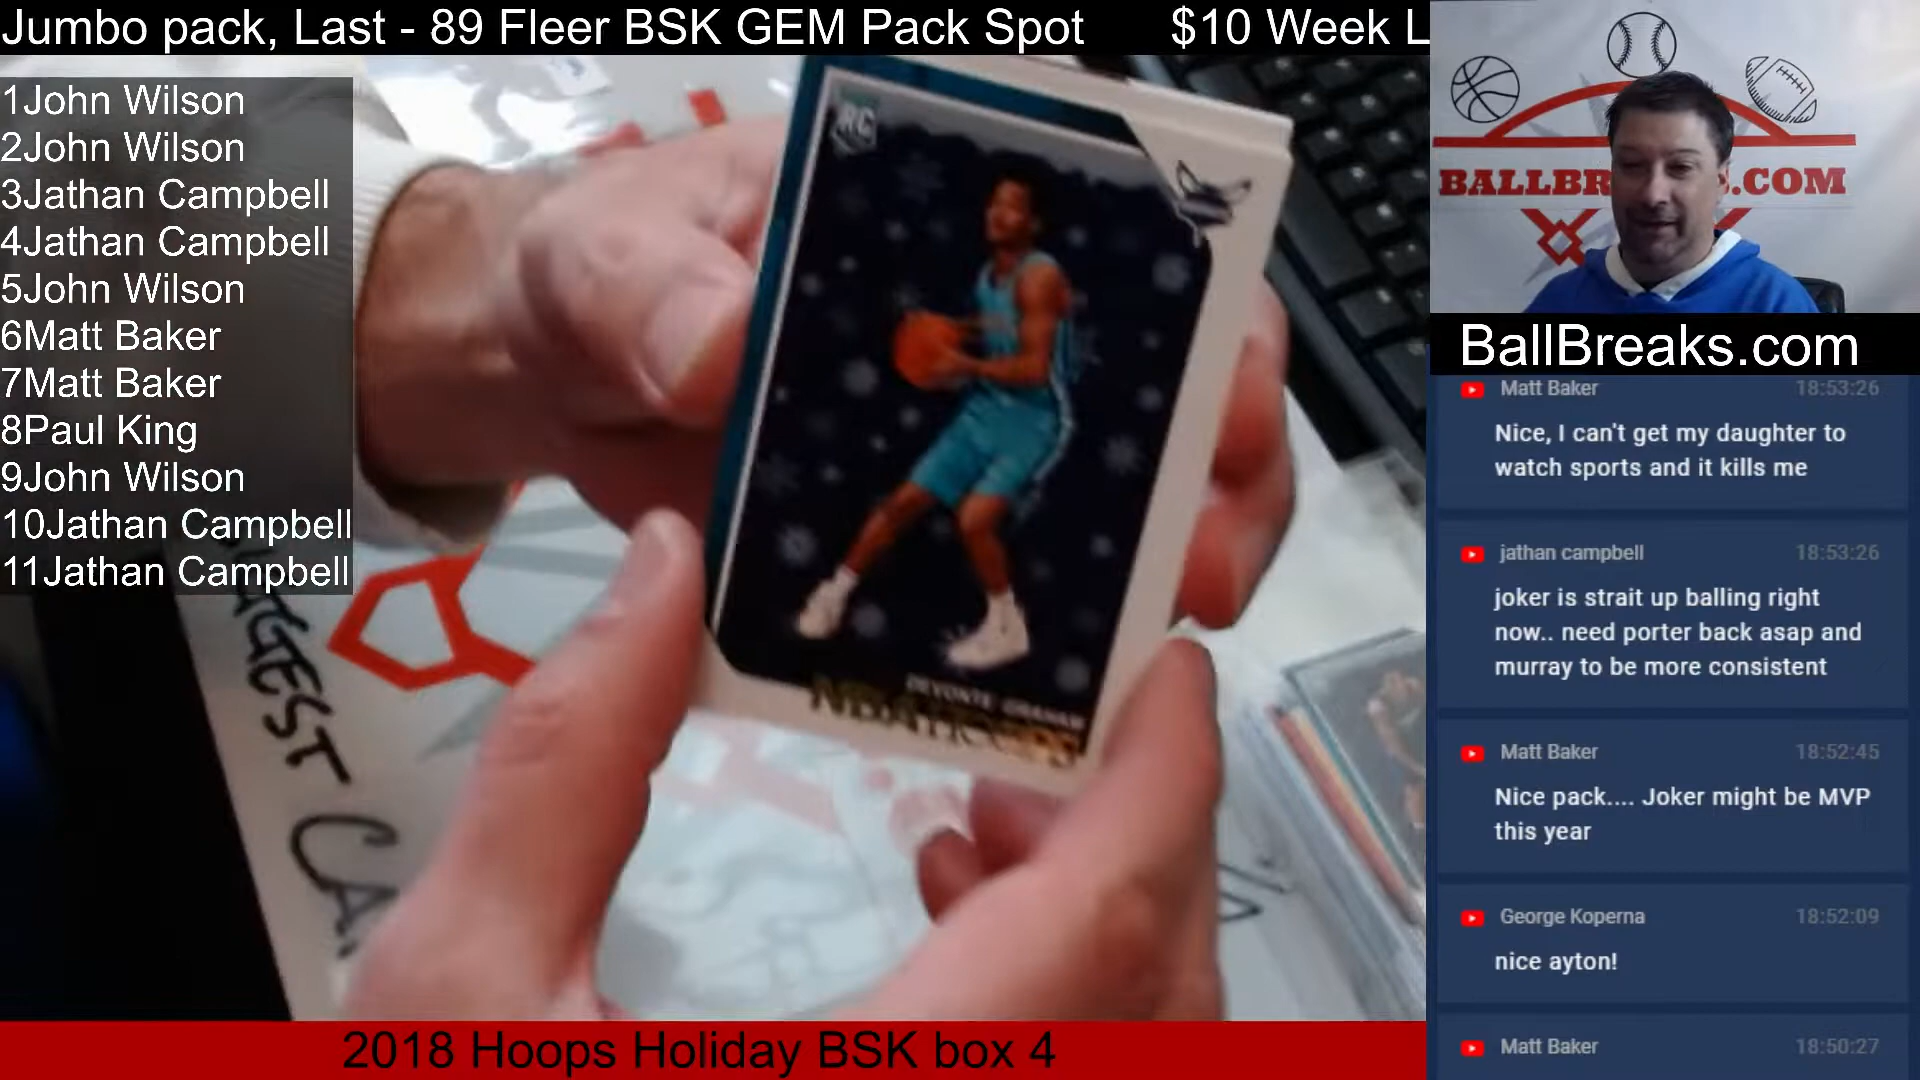 Jumbo pack, Last - 89 Fleer BSK GEM Pack Spot $10 Week L
1John Wilson
2John Wilson
3Jathan Campbell
4Jathan Campbell
5John Wilson
6Matt Baker
7Matt Baker
8Paul King
9John Wilson
10Jathan Campbell
11Jathan Campbell
RC
DEVONTE GRAHAM
NBA HOOPS
2018 Hoops Holiday BSK box 4
BALLBR
.COM
BallBreaks.com
Matt Baker 18:53:26
Nice, I can't get my daughter to
watch sports and it kills me
jathan campbell 18:53:26
joker is strait up balling right
now.. need porter back asap and
murray to be more consistent
Matt Baker 18:52:45
Nice pack.... Joker might be MVP
this year
George Koperna 18:52:09
nice ayton!
Matt Baker 18:50:27